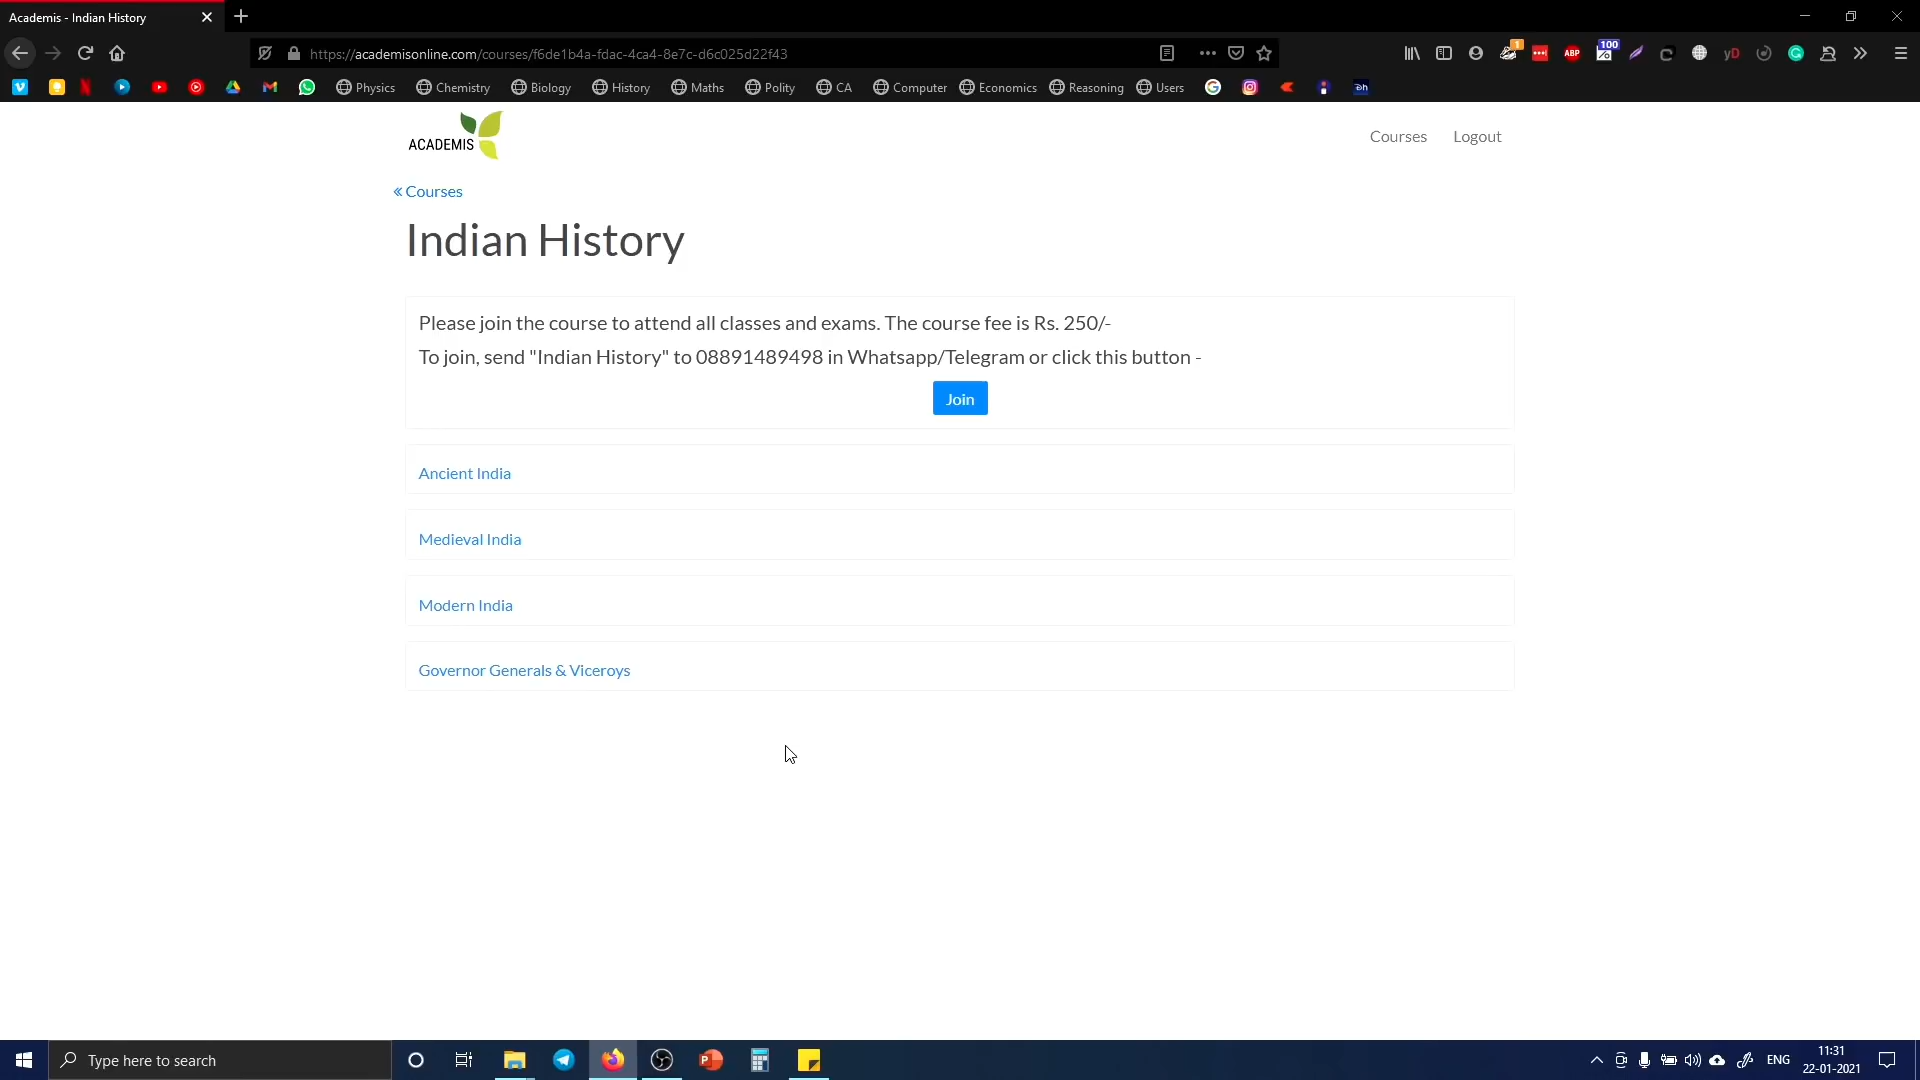 Academis - Indian History
https://academisonline.com/courses/f6de1b4a-fdac-4ca4-8e7c-d6c025d22f43
1
ABP
100
yD
Physics
Chemistry
Biology
History
Maths
Polity
CA
Computer
Economics
Reasoning
Users
ACADEMIS
Courses
Logout
« Courses
Indian History
Please join the course to attend all classes and exams. The course fee is Rs. 250/-
To join, send "Indian History" to 08891489498 in Whatsapp/Telegram or click this button -
Join
Ancient India
Medieval India
Modern India
Governor Generals & Viceroys
Type here to search
ENG
11:31
22-01-2021